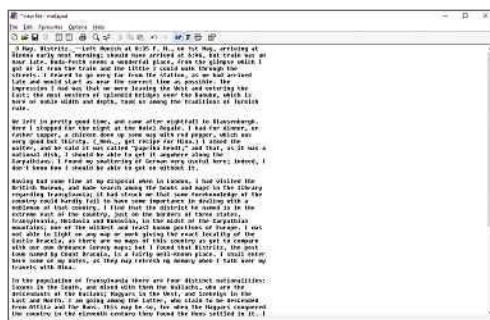 new file - metapad
File Edit Favourites Options Help
3 May. Bistritz.--Left Munich at 8:35 P. M., on 1st May, arriving at
Vienna early next morning; should have arrived at 6:46, but train was an
hour late. Buda-Pesth seems a wonderful place, from the glimpse which I
got of it from the train and the little I could walk through the
streets. I feared to go very far from the station, as we had arrived
late and would start as near the correct time as possible. The
impression I had was that we were leaving the West and entering the
East; the most western of splendid bridges over the Danube, which is
here of noble width and depth, took us among the traditions of Turkish
rule.
We left in pretty good time, and came after nightfall to Klausenburgh.
Here I stopped for the night at the Hotel Royale. I had for dinner, or
rather supper, a chicken done up some way with red pepper, which was
very good but thirsty. (_Mem._, get recipe for Mina.) I asked the
waiter, and he said it was called "paprika hendl," and that, as it was a
national dish, I should be able to get it anywhere along the
Carpathians. I found my smattering of German very useful here; indeed, I
don't know how I should be able to get on without it.
Having had some time at my disposal when in London, I had visited the
British Museum, and made search among the books and maps in the library
regarding Transylvania; it had struck me that some foreknowledge of the
country could hardly fail to have some importance in dealing with a
nobleman of that country. I find that the district he named is in the
extreme east of the country, just on the borders of three states,
Transylvania, Moldavia and Bukovina, in the midst of the Carpathian
mountains; one of the wildest and least known portions of Europe. I was
not able to light on any map or work giving the exact locality of the
Castle Dracula, as there are no maps of this country as yet to compare
with our own Ordnance Survey maps; but I found that Bistritz, the post
town named by Count Dracula, is a fairly well-known place. I shall enter
here some of my notes, as they may refresh my memory when I talk over my
travels with Mina.
In the population of Transylvania there are four distinct nationalities:
Saxons in the South, and mixed with them the Wallachs, who are the
descendants of the Dacians; Magyars in the West, and Szekelys in the
East and North. I am going among the latter, who claim to be descended
from Attila and the Huns. This may be so, for when the Magyars conquered
the country in the eleventh century they found the Huns settled in it. I